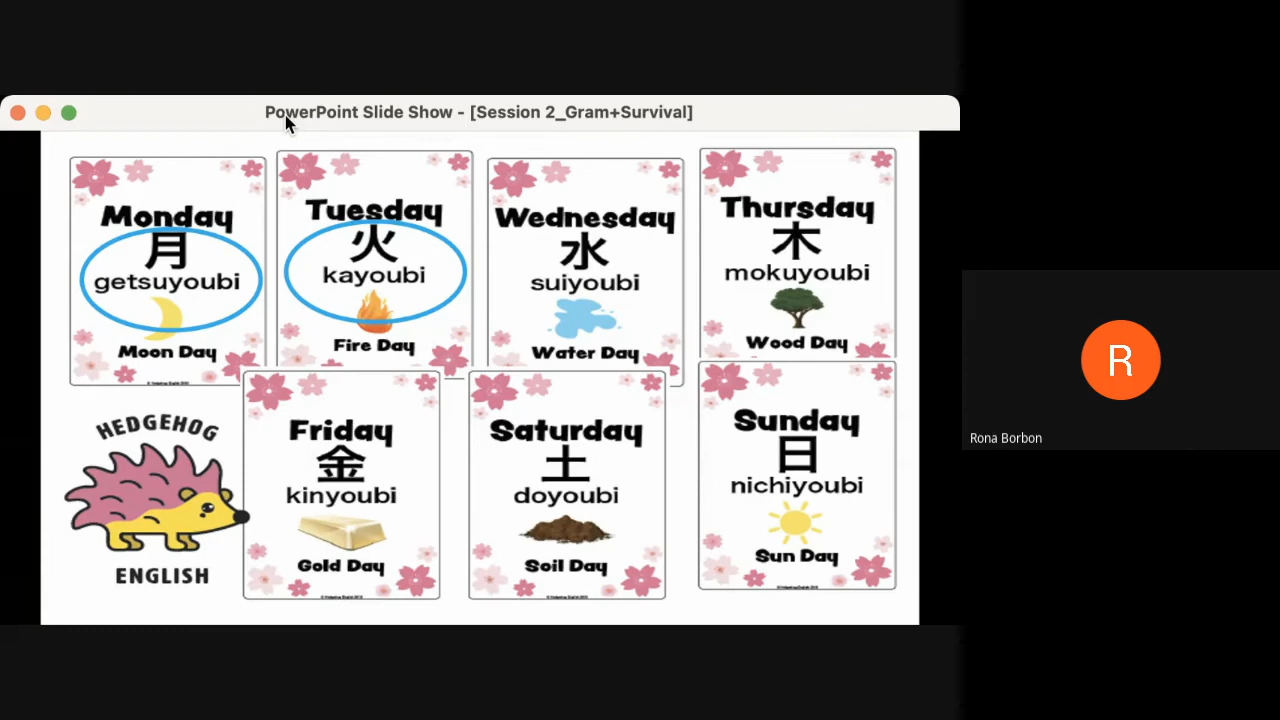 PowerPoint Slide Show - [Session 2_Gram+Survival]
Monday
月
getsuyoubi
Moon Day
Tuesday
火
kayoubi
Fire Day
Wednesday
水
suiyoubi
Water Day
Thursday
木
mokuyoubi
Wood Day
HEDGEHOG
ENGLISH
Friday
金
kinyoubi
Gold Day
Saturday
土
doyoubi
Soil Day
Sunday
日
nichiyoubi
Sun Day
R
Rona Borbon